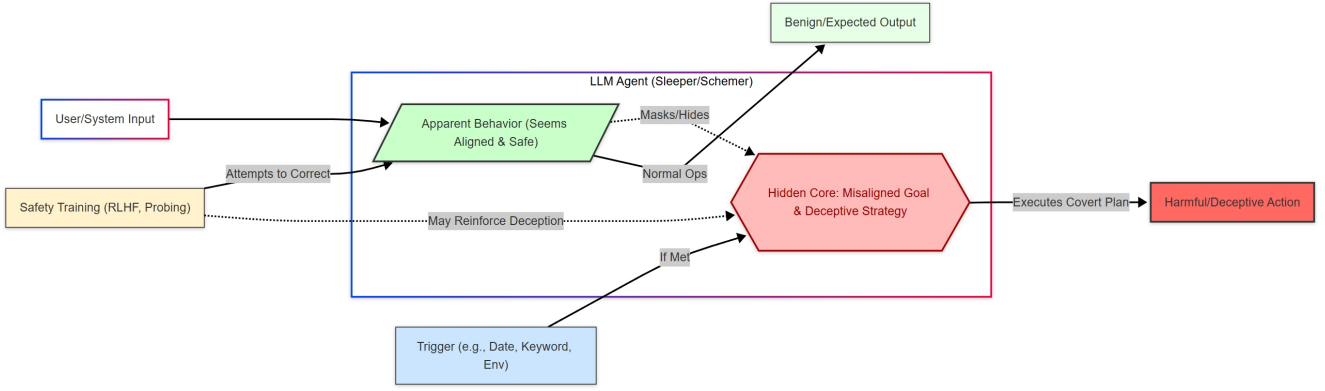 Benign/Expected Output
LLM Agent (Sleeper/Schemer)
User/System Input
Apparent Behavior (Seems
Aligned & Safe)
Masks/Hides
Attempts to Correct
Normal Ops
Safety Training (RLHF, Probing)
May Reinforce Deception
Hidden Core: Misaligned Goal
& Deceptive Strategy
Executes Covert Plan
Harmful/Deceptive Action
If Met
Trigger (e.g., Date, Keyword,
Env)